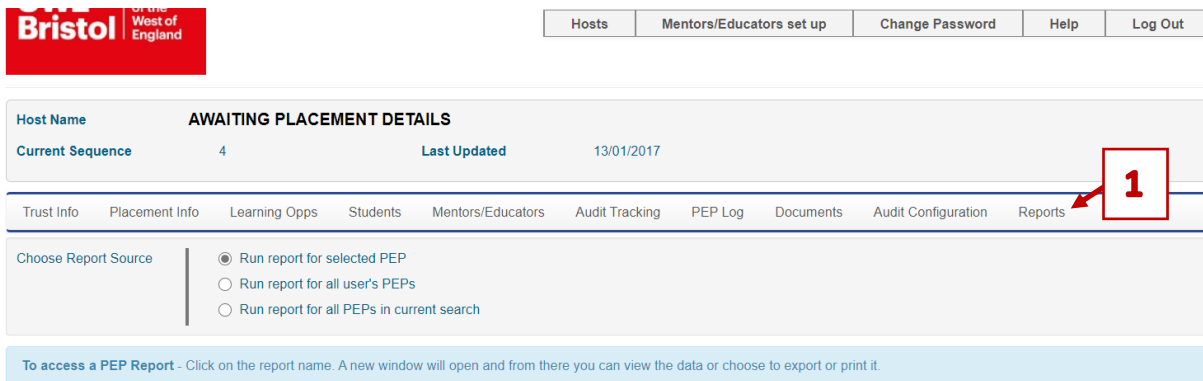 of the
Bristol West of
England
Hosts Mentors/Educators set up Change Password Help Log Out
Host Name AWAITING PLACEMENT DETAILS
Current Sequence 4 Last Updated 13/01/2017
1
Trust Info Placement Info Learning Opps Students Mentors/Educators Audit Tracking PEP Log Documents Audit Configuration Reports
Choose Report Source Run report for selected PEP
Run report for all user's PEPs
Run report for all PEPs in current search
To access a PEP Report - Click on the report name. A new window will open and from there you can view the data or choose to export or print it.